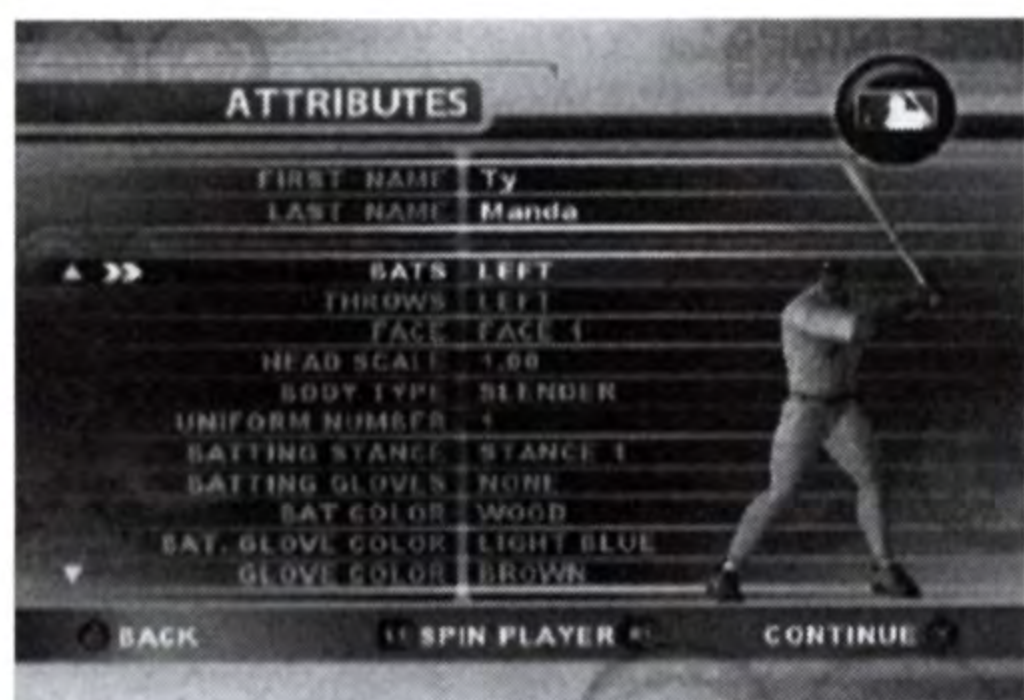 ATTRIBUTES
FIRST NAME Ty
LAST NAME Manda
BATS LEFT
THROWS LEFT
FACE FACE 1
HEAD SCALE 1.00
BODY TYPE SLENDER
UNIFORM NUMBER 1
BATTING STANCE STANCE 1
BATTING GLOVES NONE
BAT COLOR WOOD
BAT. GLOVE COLOR LIGHT BLUE
GLOVE COLOR BROWN
BACK SPIN PLAYER CONTINUE